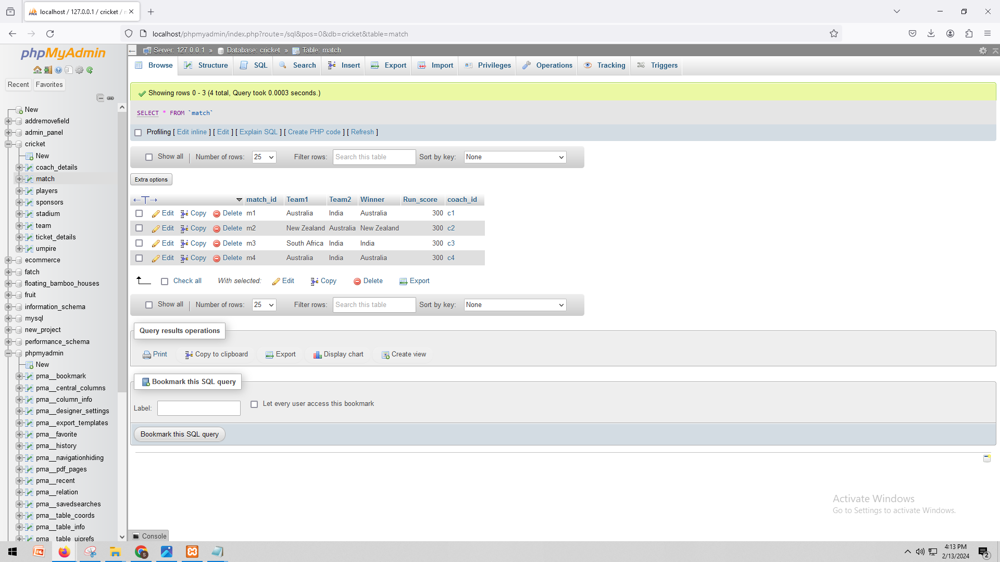 localhost / 127.0.0.1 / cricket /
localhost/phpmyadmin/index.php?route=/sql&pos=0&db=cricket&table=match
phpMyAdmin
Recent Favorites
New
addremovefield
admin_panel
cricket
New
coach_details
match
players
sponsors
stadium
team
ticket_details
umpire
ecommerce
fatch
floating_bamboo_houses
fruit
information_schema
mysql
new_project
performance_schema
phpmyadmin
New
pma__bookmark
pma__central_columns
pma__column_info
pma__designer_settings
pma__export_templates
pma__favorite
pma__history
pma__navigationhiding
pma__pdf_pages
pma__recent
pma__relation
pma__savedsearches
pma__table_coords
pma__table_info
pma__table_uiprefs
Server: 127.0.0.1 » Database: cricket » Table: match
Browse Structure SQL Search Insert Export Import Privileges Operations Tracking Triggers
Showing rows 0 - 3 (4 total, Query took 0.0003 seconds.)
SELECT * FROM `match`
Profiling [ Edit inline ] [ Edit ] [ Explain SQL ] [ Create PHP code ] [ Refresh ]
Show all Number of rows: 25 Filter rows: Search this table Sort by key: None
Extra options
match_id Team1 Team2 Winner Run_score coach_id
Edit Copy Delete m1 Australia India Australia 300 c1
Edit Copy Delete m2 New Zealand Australia New Zealand 300 c2
Edit Copy Delete m3 South Africa India India 300 c3
Edit Copy Delete m4 Australia India Australia 300 c4
Check all With selected: Edit Copy Delete Export
Show all Number of rows: 25 Filter rows: Search this table Sort by key: None
Query results operations
Print Copy to clipboard Export Display chart Create view
Bookmark this SQL query
Label: Let every user access this bookmark
Bookmark this SQL query
Activate Windows
Go to Settings to activate Windows.
Console
4:13 PM
2/13/2024
2